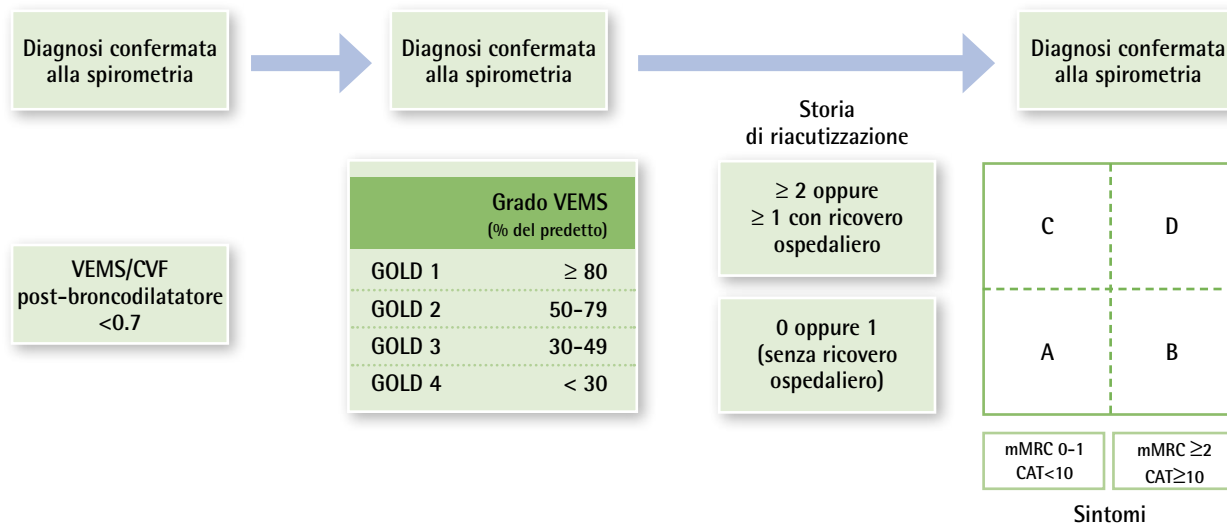 Diagnosi confermata
alla spirometria
Diagnosi confermata
alla spirometria
Diagnosi confermata
alla spirometria
VEMS/CVF
post-broncodilatatore
<0.7
Grado VEMS
(% del predetto)
GOLD 1 ≥ 80
GOLD 2 50-79
GOLD 3 30-49
GOLD 4 < 30
Storia
di riacutizzazione
≥ 2 oppure
≥ 1 con ricovero
ospedaliero
0 oppure 1
(senza ricovero
ospedaliero)
C D
A B
mMRC 0-1
CAT<10
mMRC ≥2
CAT≥10
Sintomi